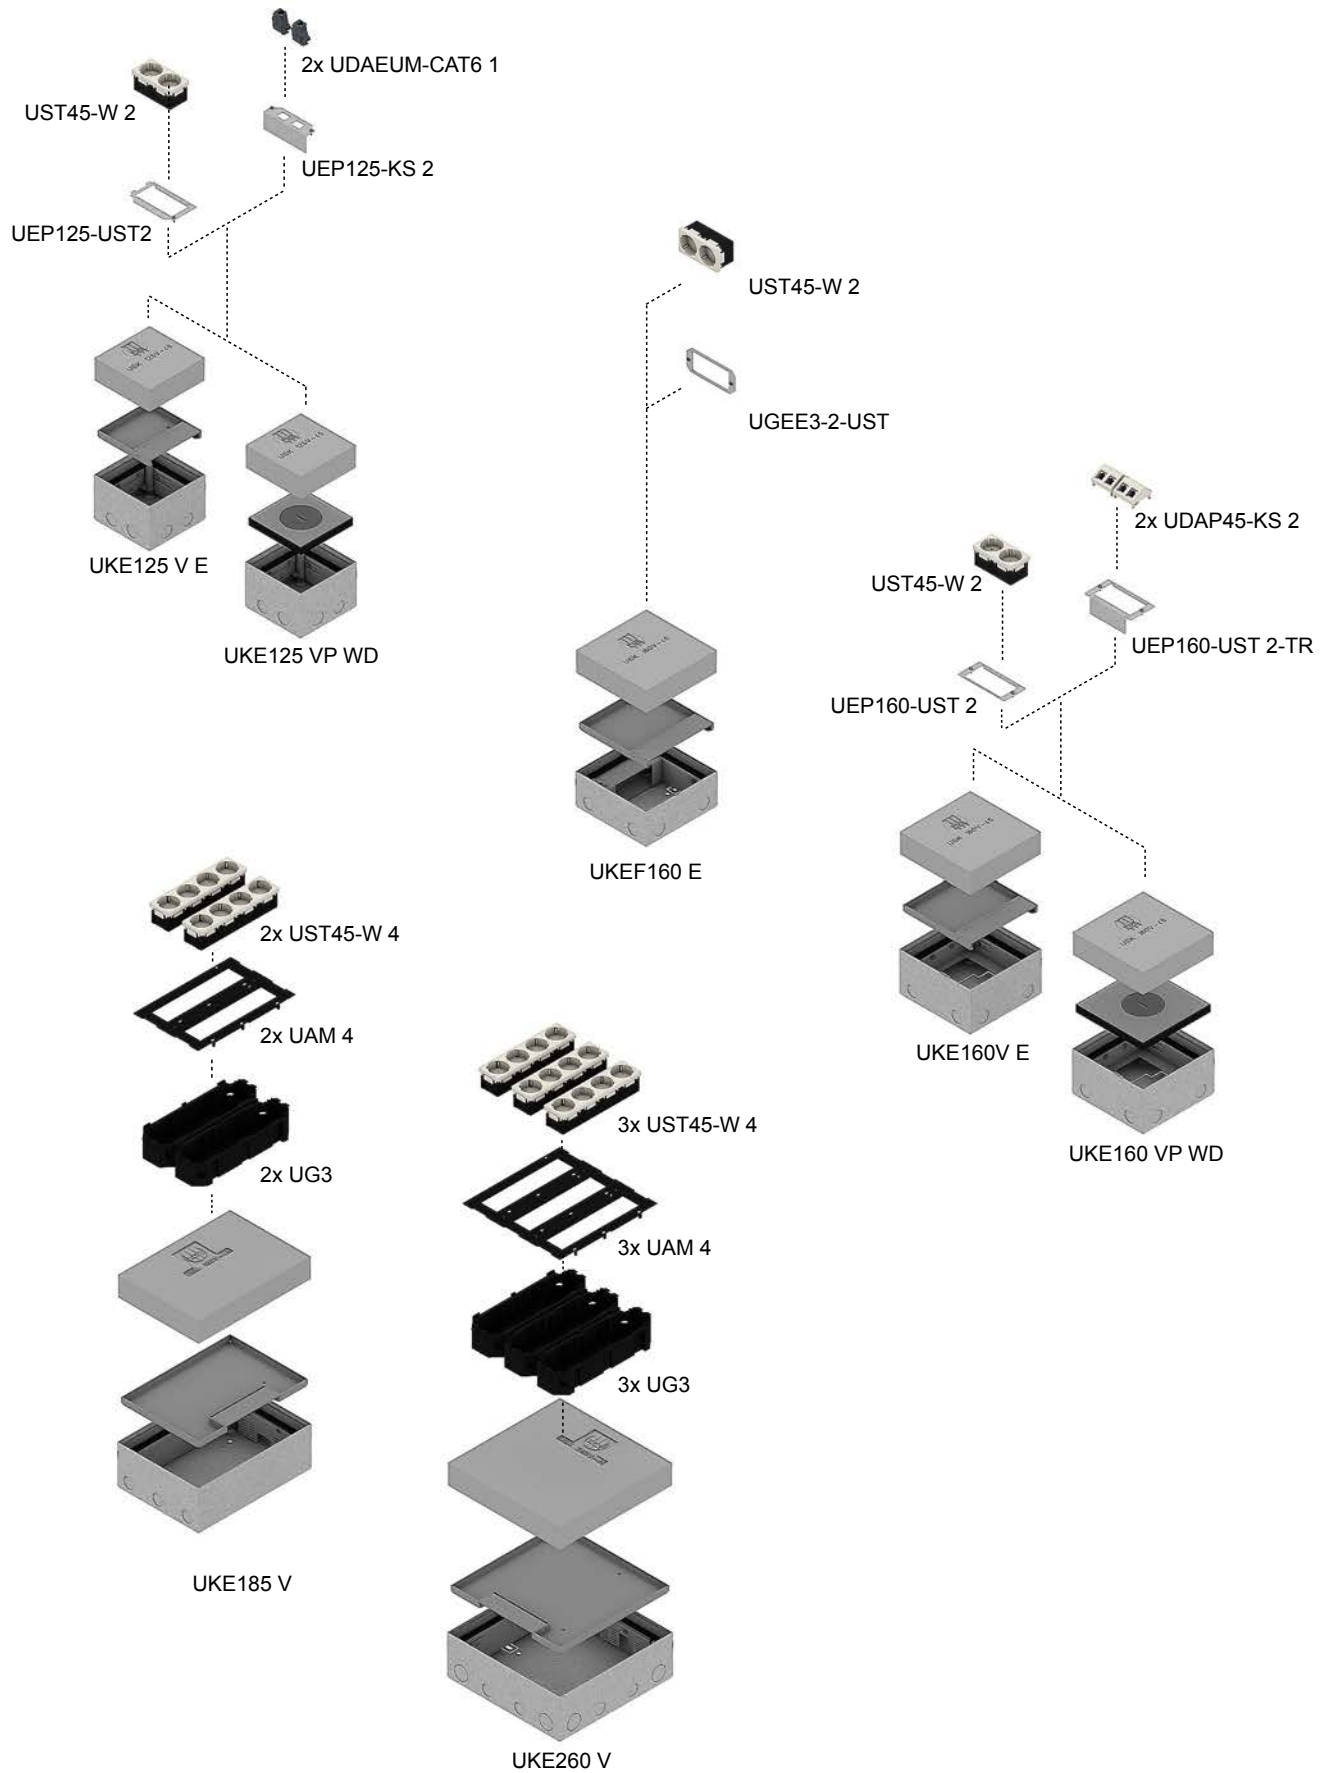 2x UDAEUM-CAT6 1
UST45-W 2
UEP125-KS 2
UEP125-UST2
UKE125 V E
UKE125 VP WD
UST45-W 2
UGEE3-2-UST
UKEF160 E
2x UDAP45-KS 2
UST45-W 2
UEP160-UST 2-TR
UEP160-UST 2
UKE160V E
UKE160 VP WD
2x UST45-W 4
2x UAM 4
2x UG3
UKE185 V
3x UST45-W 4
3x UAM 4
3x UG3
UKE260 V